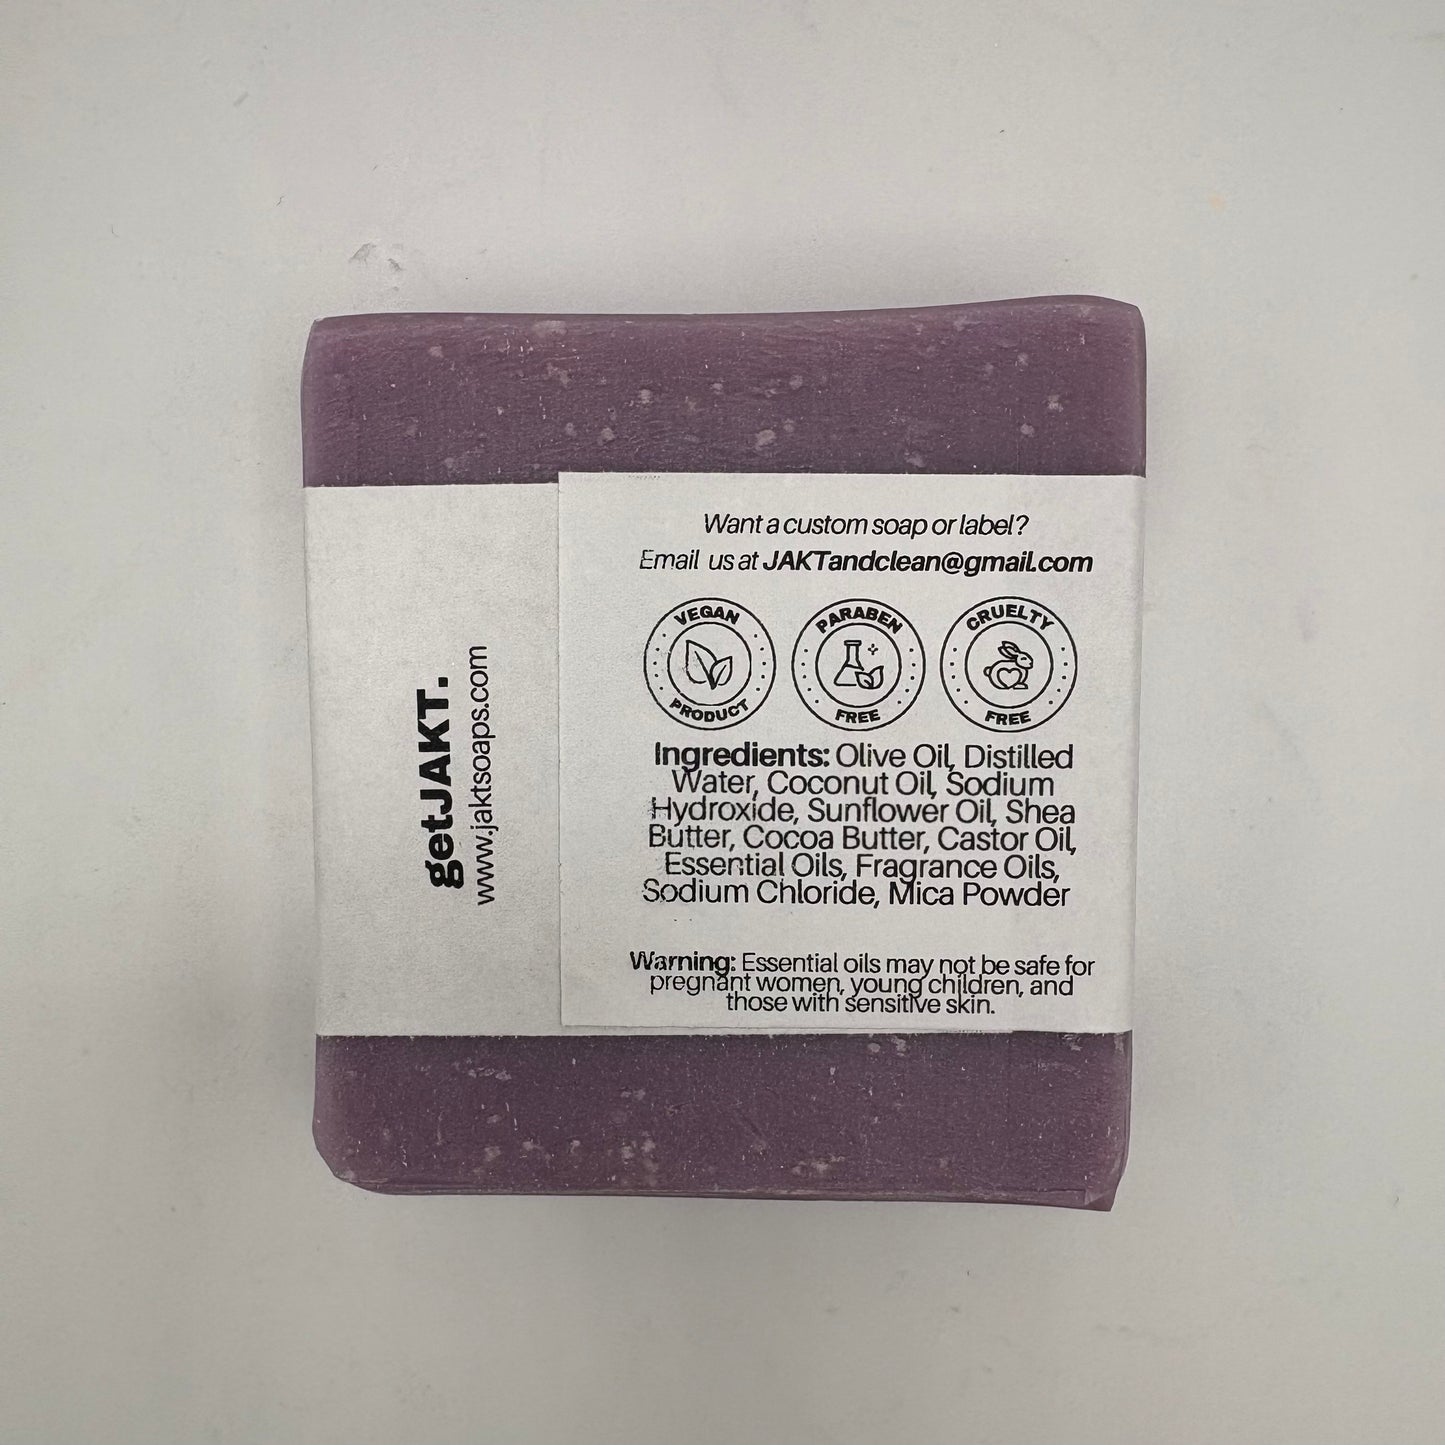 getJAKT.
www.jaktsoaps.com
Want a custom soap or label?
Email us at JAKTandclean@gmail.com
VEGAN
PRODUCT
PARABEN
FREE
CRUELTY
FREE
Ingredients: Olive Oil, Distilled
Water, Coconut Oil, Sodium
Hydroxide, Sunflower Oil, Shea
Butter, Cocoa Butter, Castor Oil,
Essential Oils, Fragrance Oils,
Sodium Chloride, Mica Powder
Warning: Essential oils may not be safe for
pregnant women, young children, and
those with sensitive skin.